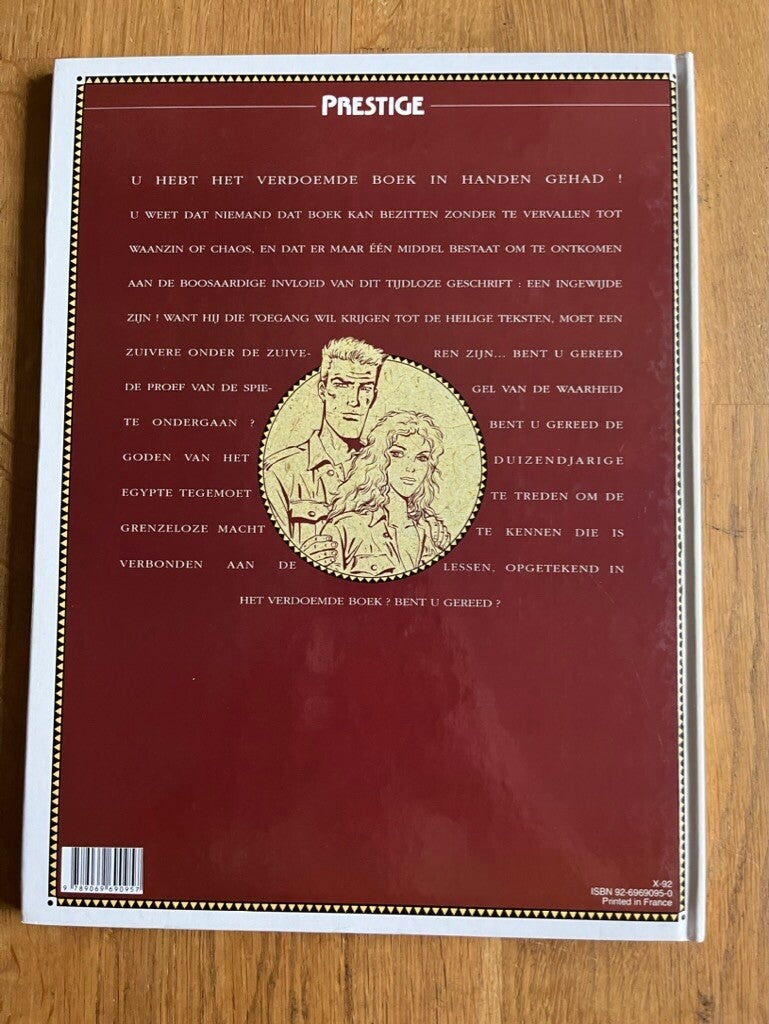 PRESTIGE
U HEBT HET VERDOEMDE BOEK IN HANDEN GEHAD !
U WEET DAT NIEMAND DAT BOEK KAN BEZITTEN ZONDER TE VERVALLEN TOT
WAANZIN OF CHAOS, EN DAT ER MAAR ÉÉN MIDDEL BESTAAT OM TE ONTKOMEN
AAN DE BOOSAARDIGE INVLOED VAN DIT TIJDLOZE GESCHRIFT : EEN INGEWIJDE
ZIJN ! WANT HIJ DIE TOEGANG WIL KRIJGEN TOT DE HEILIGE TEKSTEN, MOET EEN
ZUIVERE ONDER DE ZUIVE- REN ZIJN... BENT U GEREED
DE PROEF VAN DE SPIE- GEL VAN DE WAARHEID
TE ONDERGAAN ? BENT U GEREED DE
GODEN VAN HET DUIZENDJARIGE
EGYPTE TEGEMOET TE TREDEN OM DE
GRENZELOZE MACHT TE KENNEN DIE IS
VERBONDEN AAN DE LESSEN, OPGETEKEND IN
HET VERDOEMDE BOEK ? BENT U GEREED ?
9 789069 690957
X-92
ISBN 92-6969095-0
Printed in France